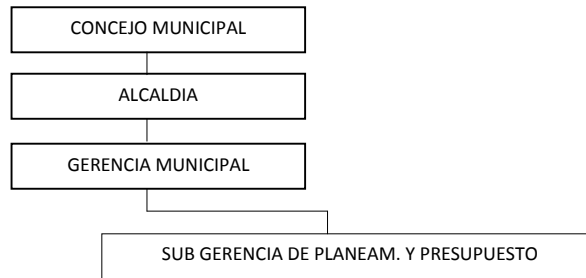 CONCEJO MUNICIPAL
ALCALDIA
GERENCIA MUNICIPAL
SUB GERENCIA DE PLANEAM. Y PRESUPUESTO